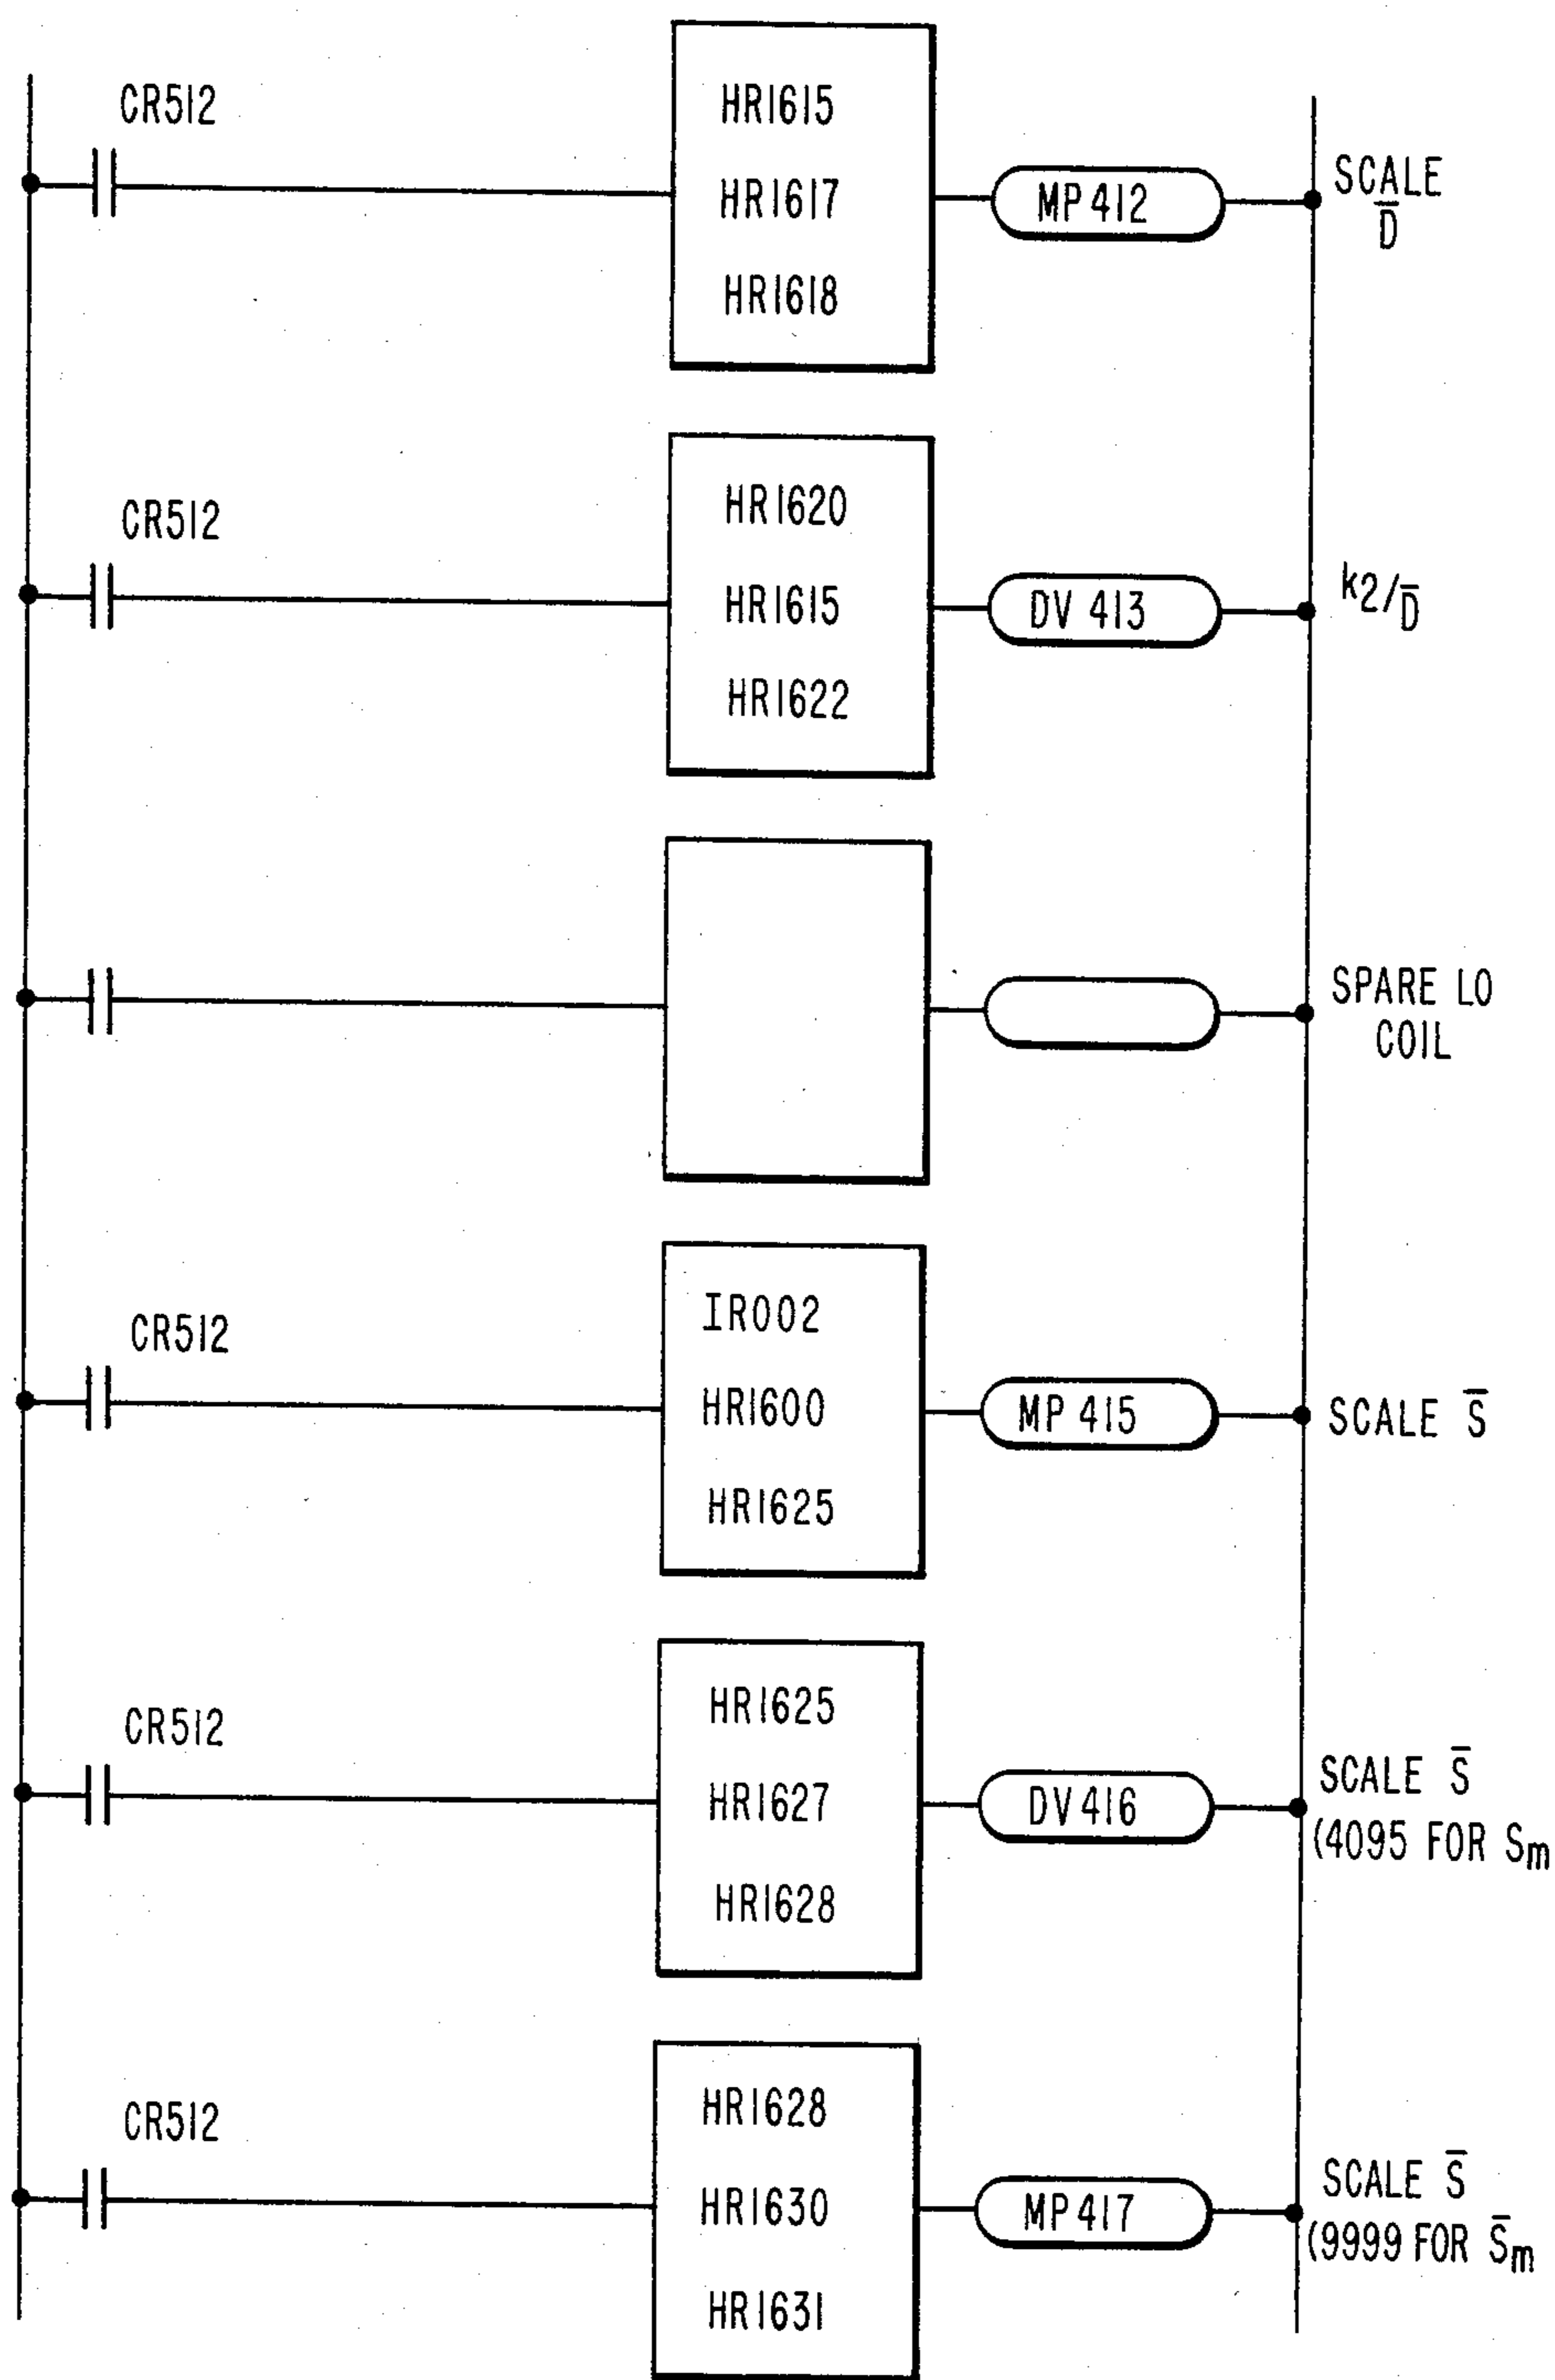 CR512
HR1615
HR1617
HR1618
MP 412
SCALE
D̅
CR512
HR1620
HR1615
HR1622
DV 413
k2/D̅
SPARE LO
COIL
CR512
IR002
HR1600
HR1625
MP 415
SCALE S̅
CR512
HR1625
HR1627
HR1628
DV416
SCALE S̅
(4095 FOR Sm
CR512
HR1628
HR1630
HR1631
MP417
SCALE S̅
(9999 FOR S̅m